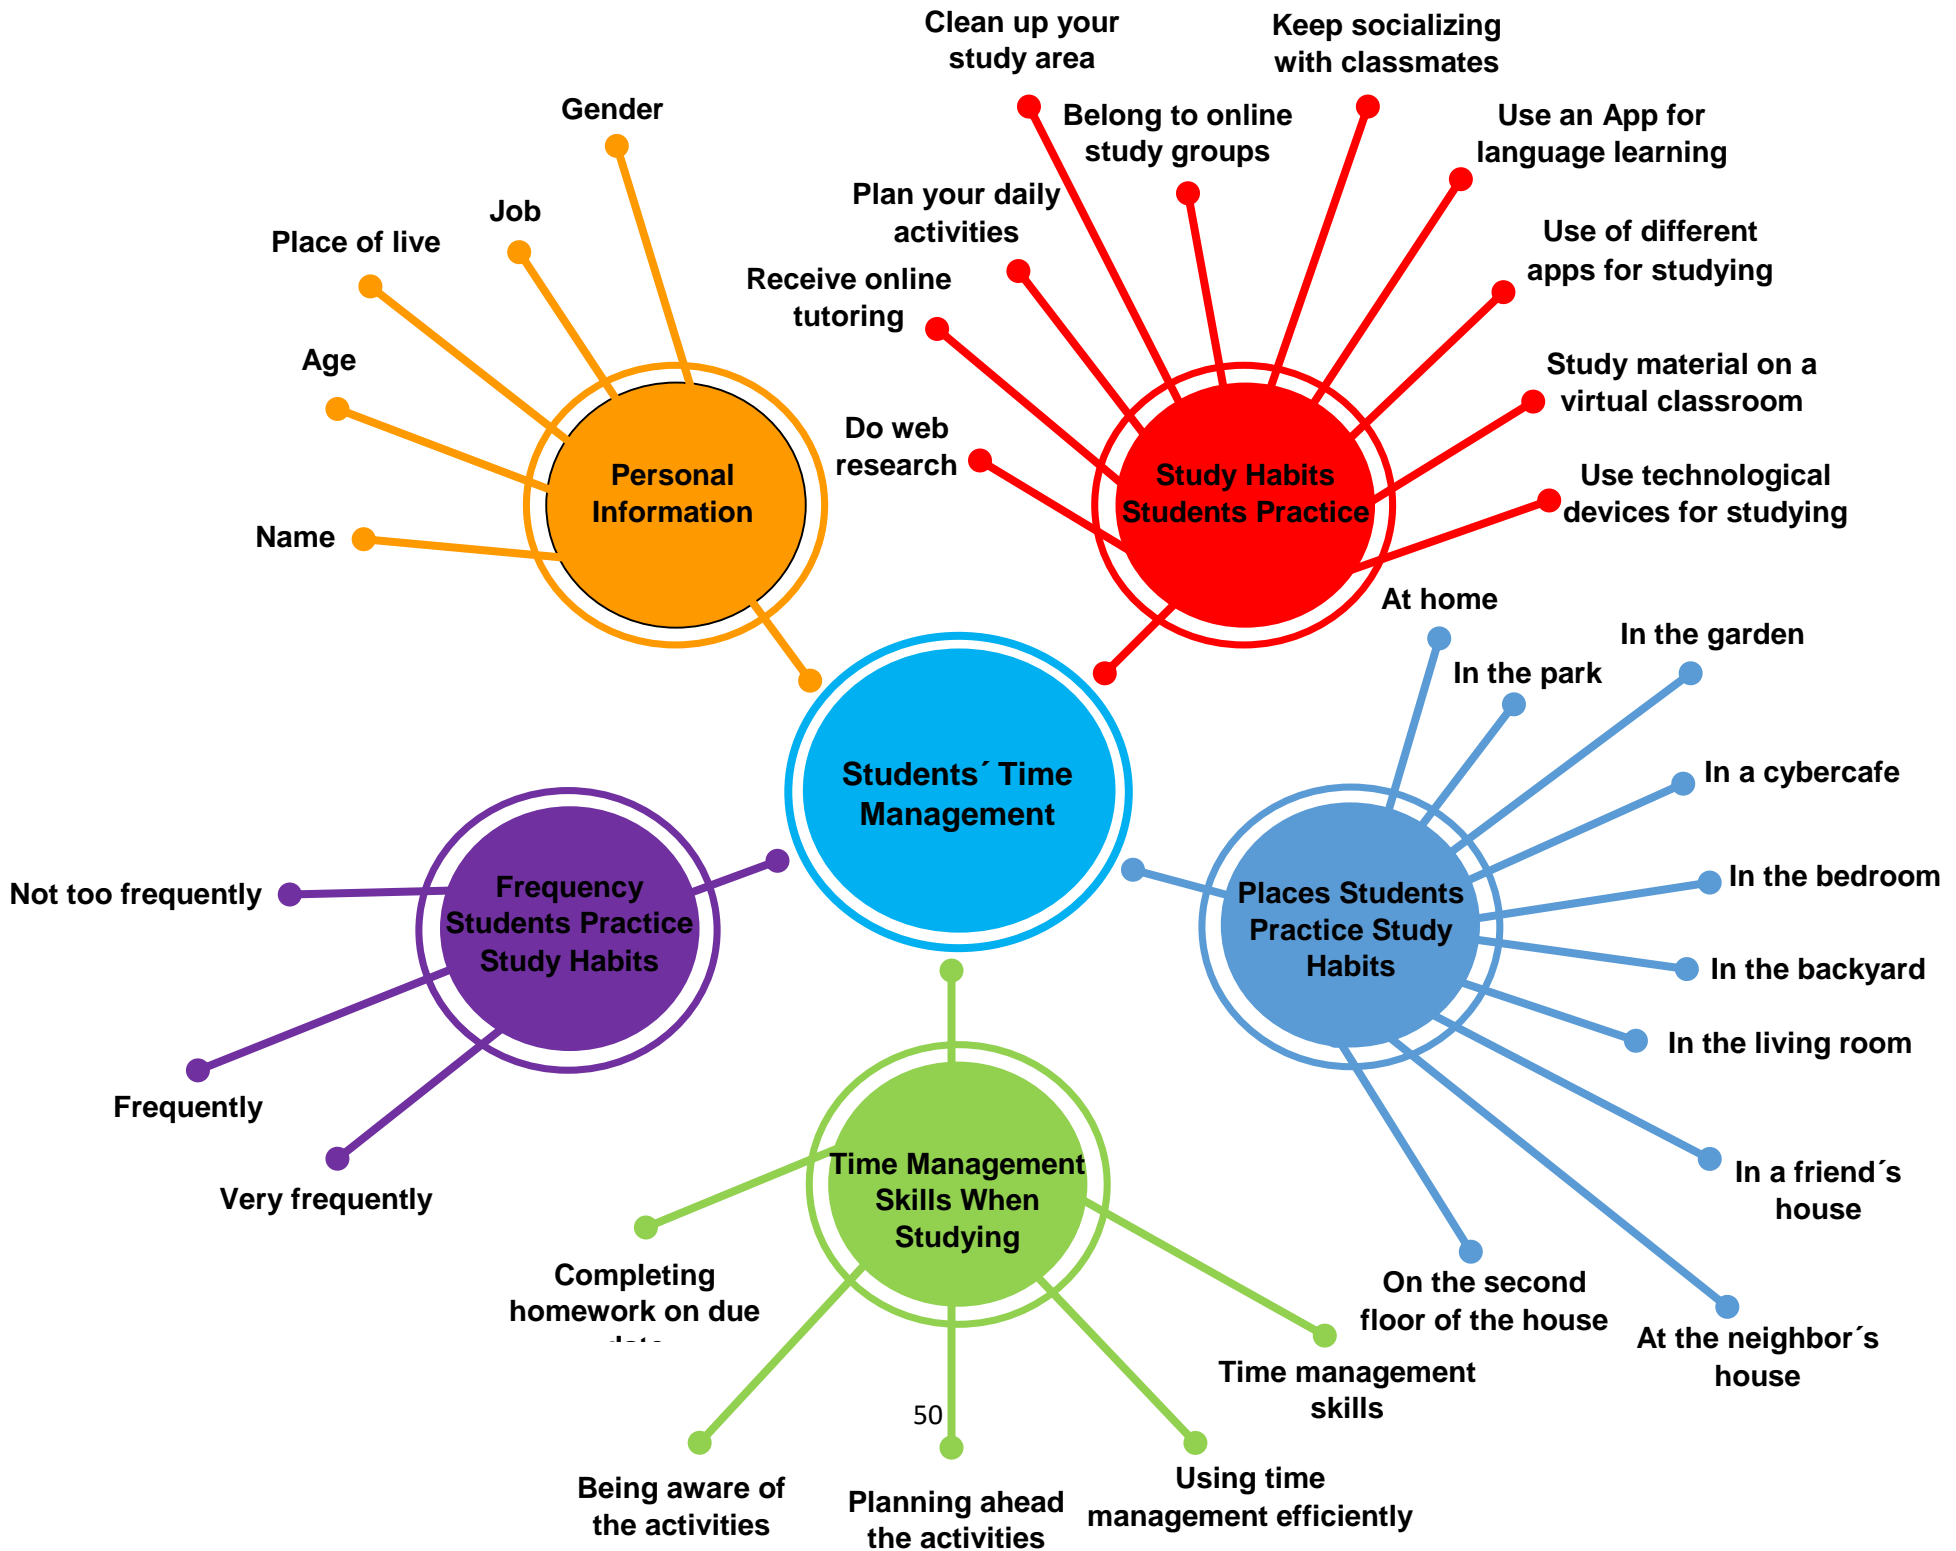 Clean up your
study area
Keep socializing
with classmates
Gender
Belong to online
study groups
Use an App for
language learning
Job
Plan your daily
activities
Place of live
Use of different
apps for studying
Receive online
tutoring
Age
Study material on a
virtual classroom
Do web
research
Personal
Information
Study Habits
Students Practice
Use technological
devices for studying
Name
At home
In the garden
In the park
Students´ Time
Management
In a cybercafe
Not too frequently
Frequency
Students Practice
Study Habits
Places Students
Practice Study
Habits
In the bedroom
In the backyard
In the living room
Frequently
Very frequently
Time Management
Skills When
Studying
In a friend´s
house
Completing
homework on due
On the second
floor of the house
At the neighbor´s
house
Time management
skills
50
Being aware of
the activities
Planning ahead
the activities
Using time
management efficiently